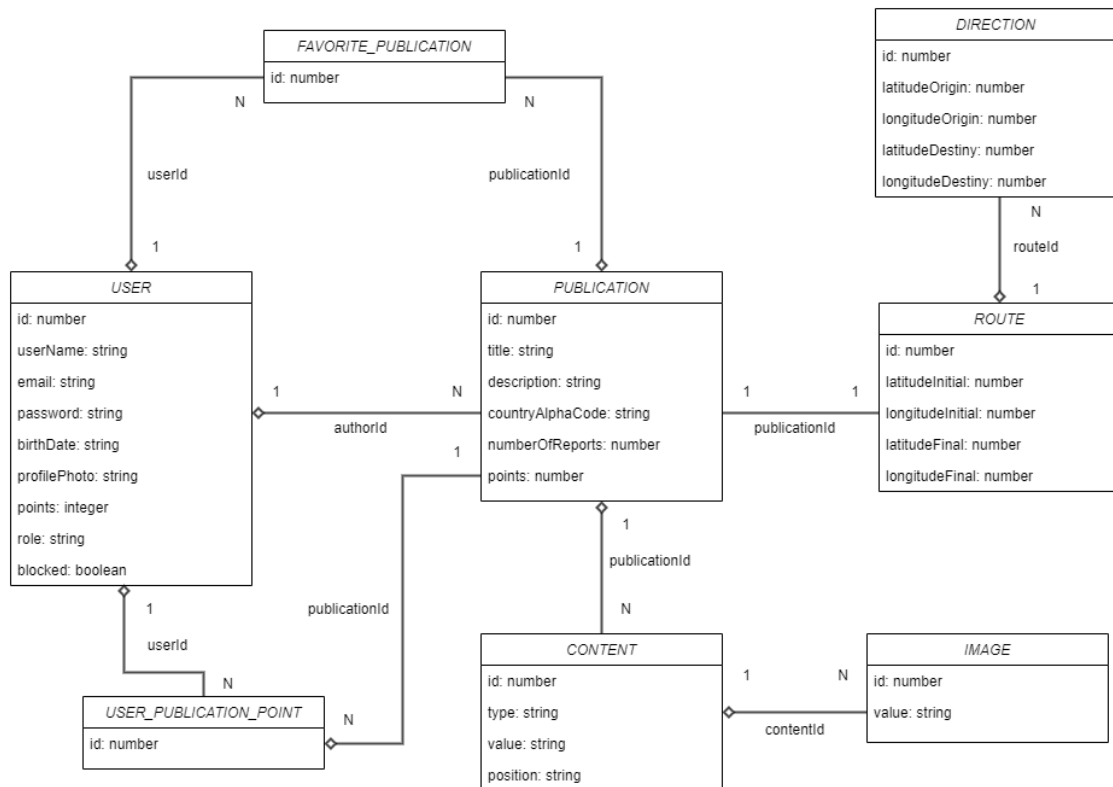 FAVORITE_PUBLICATION
id: number
N
N
userId
publicationId
1
1
DIRECTION
id: number
latitudeOrigin: number
longitudeOrigin: number
latitudeDestiny: number
longitudeDestiny: number
N
routeId
1
USER
id: number
userName: string
email: string
password: string
birthDate: string
profilePhoto: string
points: integer
role: string
blocked: boolean
1
N
authorId
1
PUBLICATION
id: number
title: string
description: string
countryAlphaCode: string
numberOfReports: number
points: number
1
1
publicationId
ROUTE
id: number
latitudeInitial: number
longitudeInitial: number
latitudeFinal: number
longitudeFinal: number
1
userId
N
publicationId
N
USER_PUBLICATION_POINT
id: number
1
publicationId
N
CONTENT
id: number
type: string
value: string
position: string
1
N
contentId
IMAGE
id: number
value: string